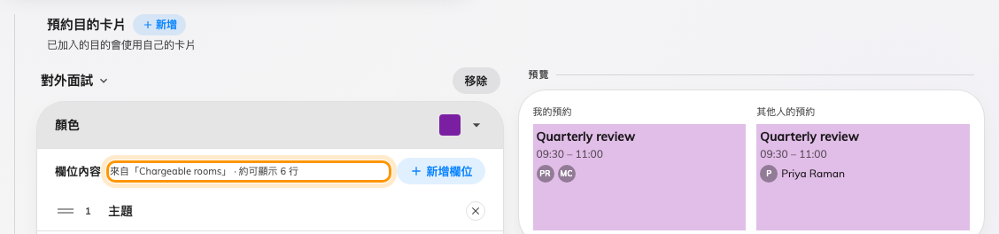 預約目的卡片
+ 新增
已加入的目的會使用自己的卡片
對外面試
移除
顏色
欄位內容 來自「Chargeable rooms」 · 約可顯示 6 行
+ 新增欄位
1 主題
預覽
我的預約
Quarterly review
09:30 – 11:00
PR MC
其他人的預約
Quarterly review
09:30 – 11:00
P Priya Raman